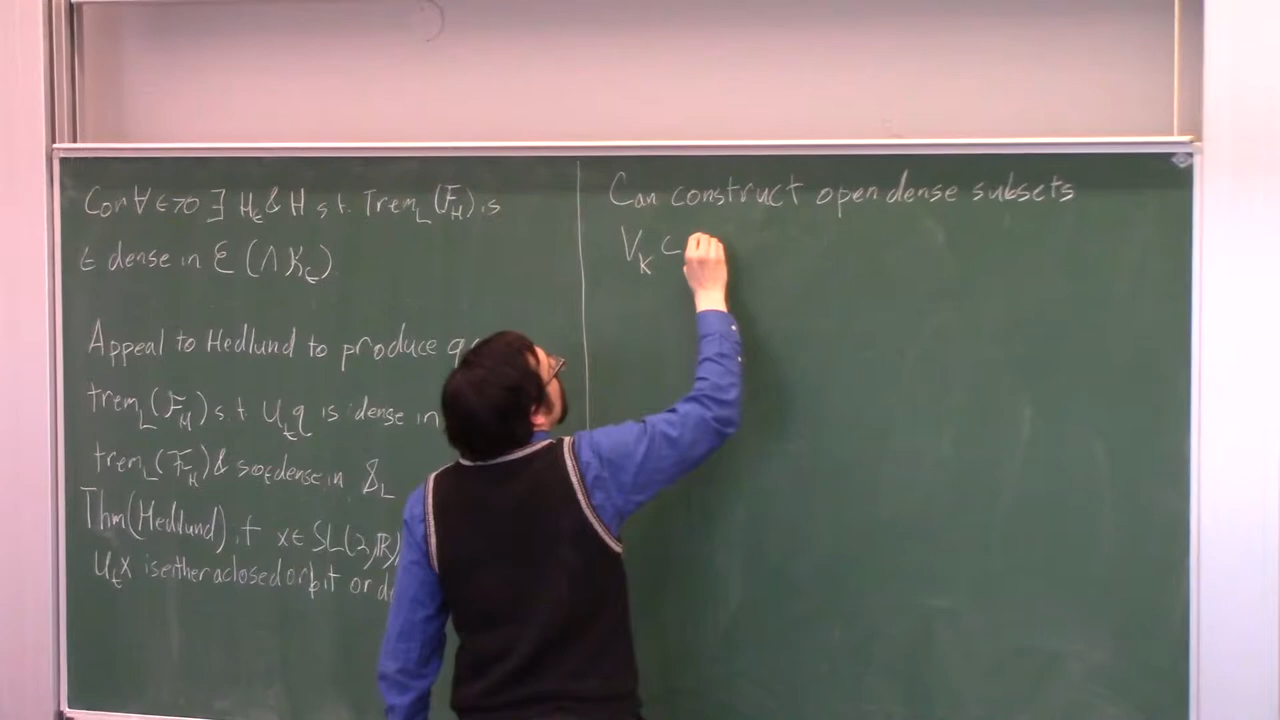 Cor ∀ ε>0 ∃ H_ε & H s.t. Trem_L(F_H) is
ε dense in Ɛ(∩ K_ε)
Appeal to Hedlund to produce q
trem_L(F_H) s.t. U_t q is dense in
trem_L(F_H) & so ε dense in 𝓔_L
Thm (Hedlund) if x ∈ SL(2,ℝ)
U_t x is either a closed orbit or
Can construct open dense subsets
V_K ⊂